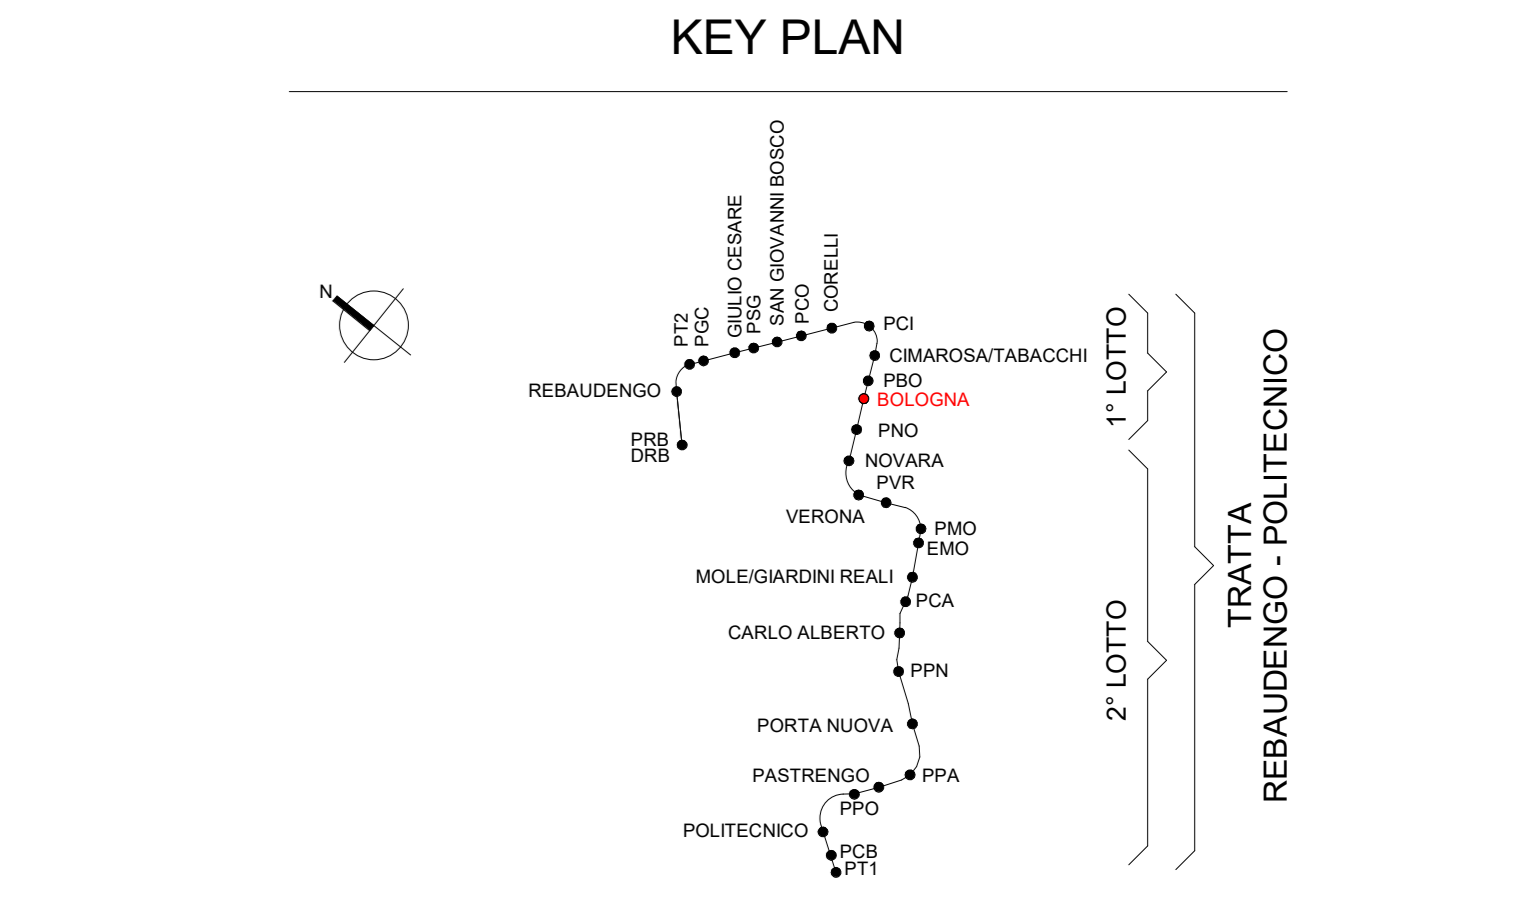 KEY PLAN
N
PT2
PGC
GIULIO CESARE
PSG
SAN GIOVANNI BOSCO
PCO
CORELLI
PCI
CIMAROSA/TABACCHI
REBAUDENGO
PBO
BOLOGNA
PRB
DRB
PNO
NOVARA
PVR
VERONA
PMO
EMO
MOLE/GIARDINI REALI
PCA
CARLO ALBERTO
PPN
PORTA NUOVA
PASTRENGO
PPA
PPO
POLITECNICO
PCB
PT1
1° LOTTO
2° LOTTO
TRATTA
REBAUDENGO - POLITECNICO